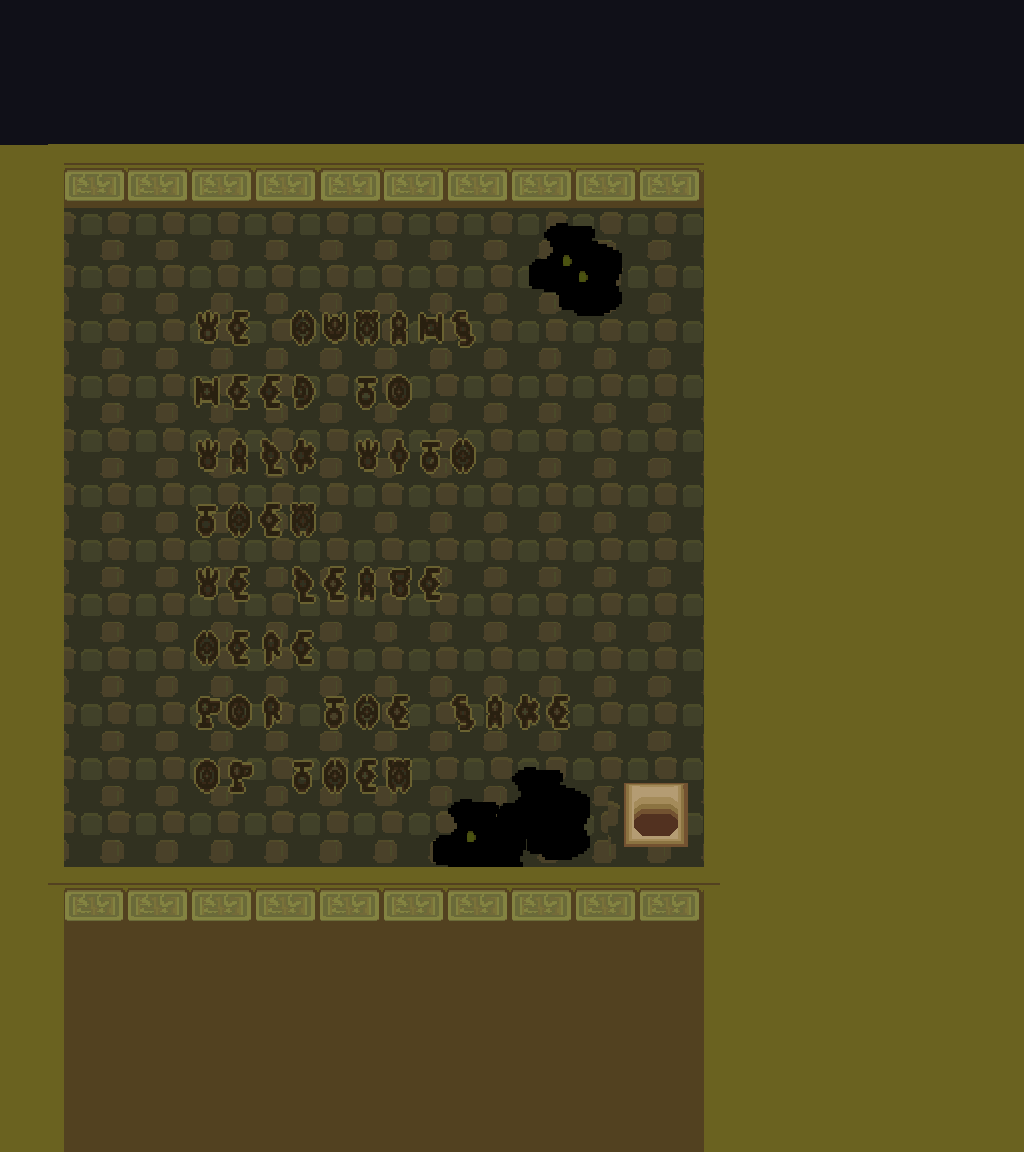 WE HUMANS
NEED TO
WALK WITH
THEM
WE LEAVE
HERE
FOR THE SAKE
OF THEM